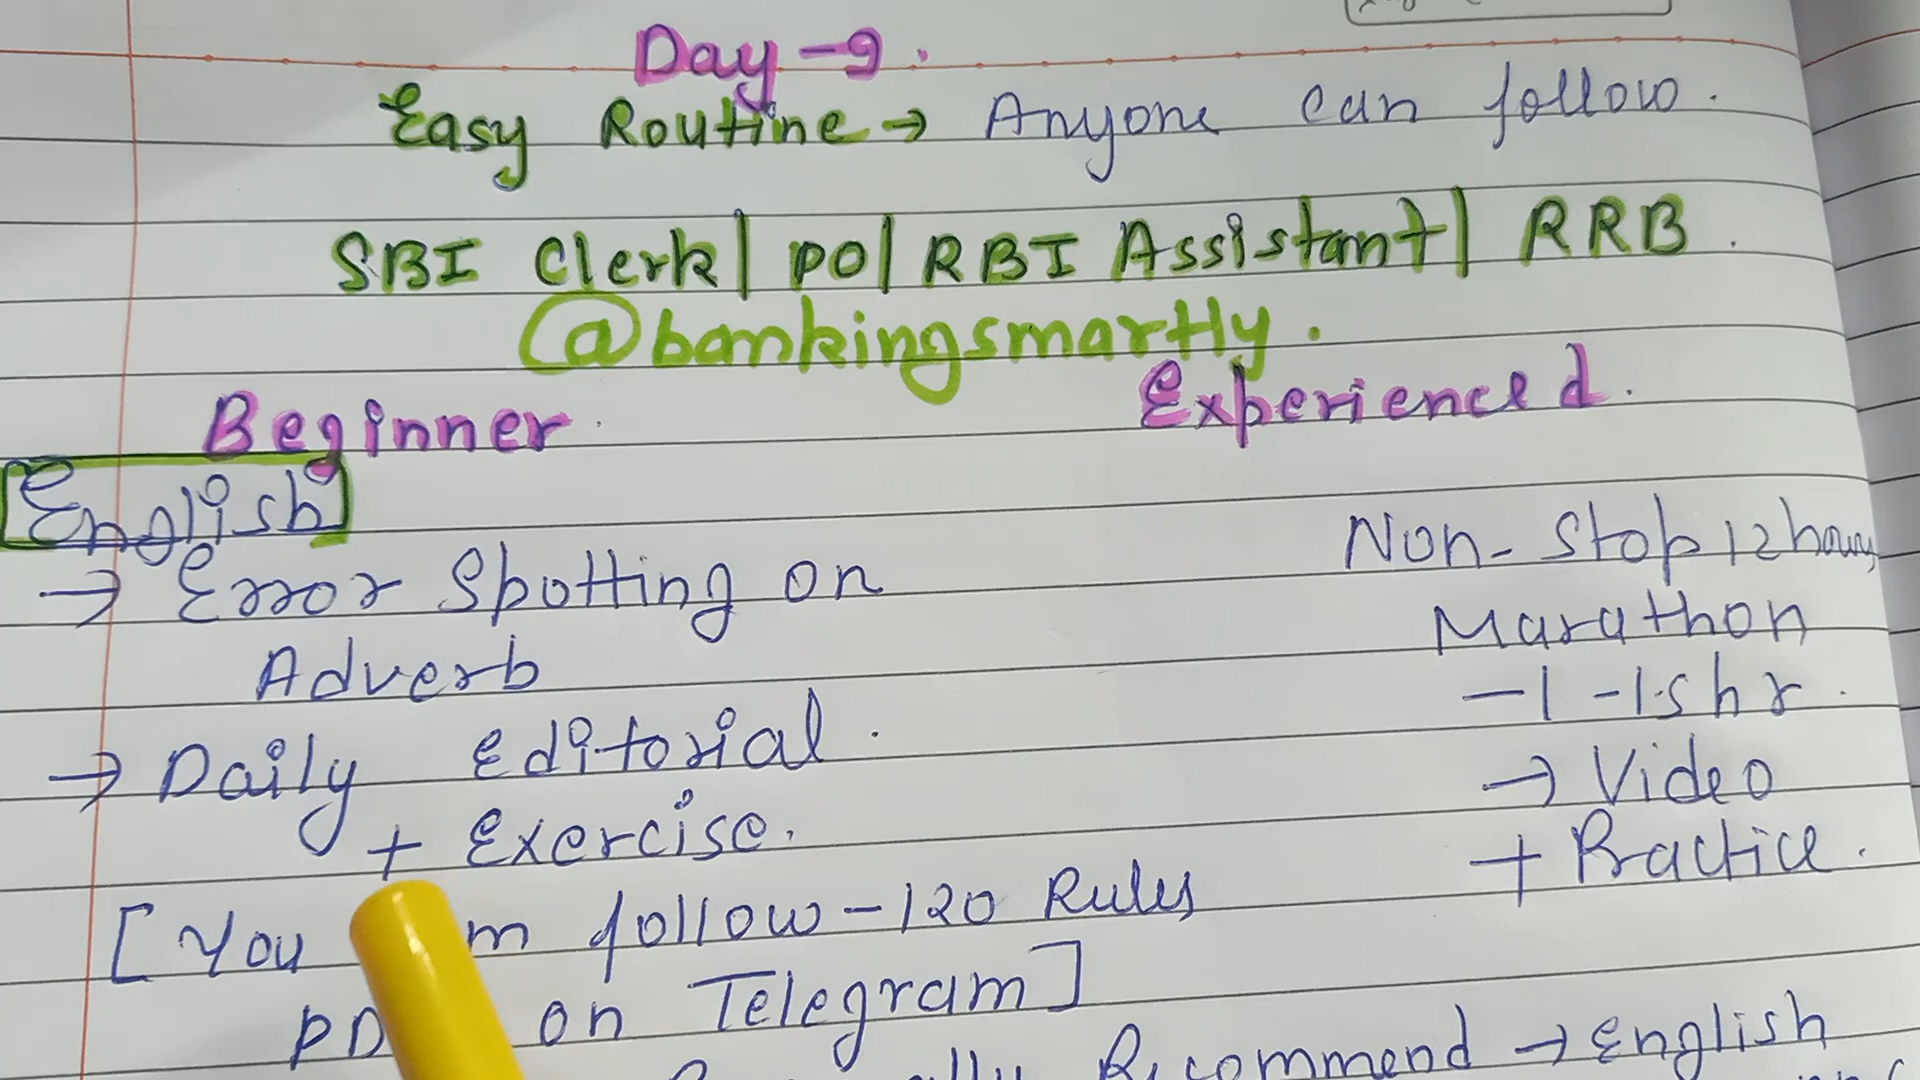 Day-9.
Easy Routine → Anyone can follow.
SBI Clerk| PO| RBI Assistant| RRB.
@bankingsmartly.
Beginner.
Experienced.
[English]
→ Error Spotting on
Adverb
→ Daily editorial.
+ Exercise.
[You follow-120 Rules
on Telegram]
Non-Stop 12 hours
Marathon
-1-1.5 hr.
→ Video
+ Practice.
Recommend → English